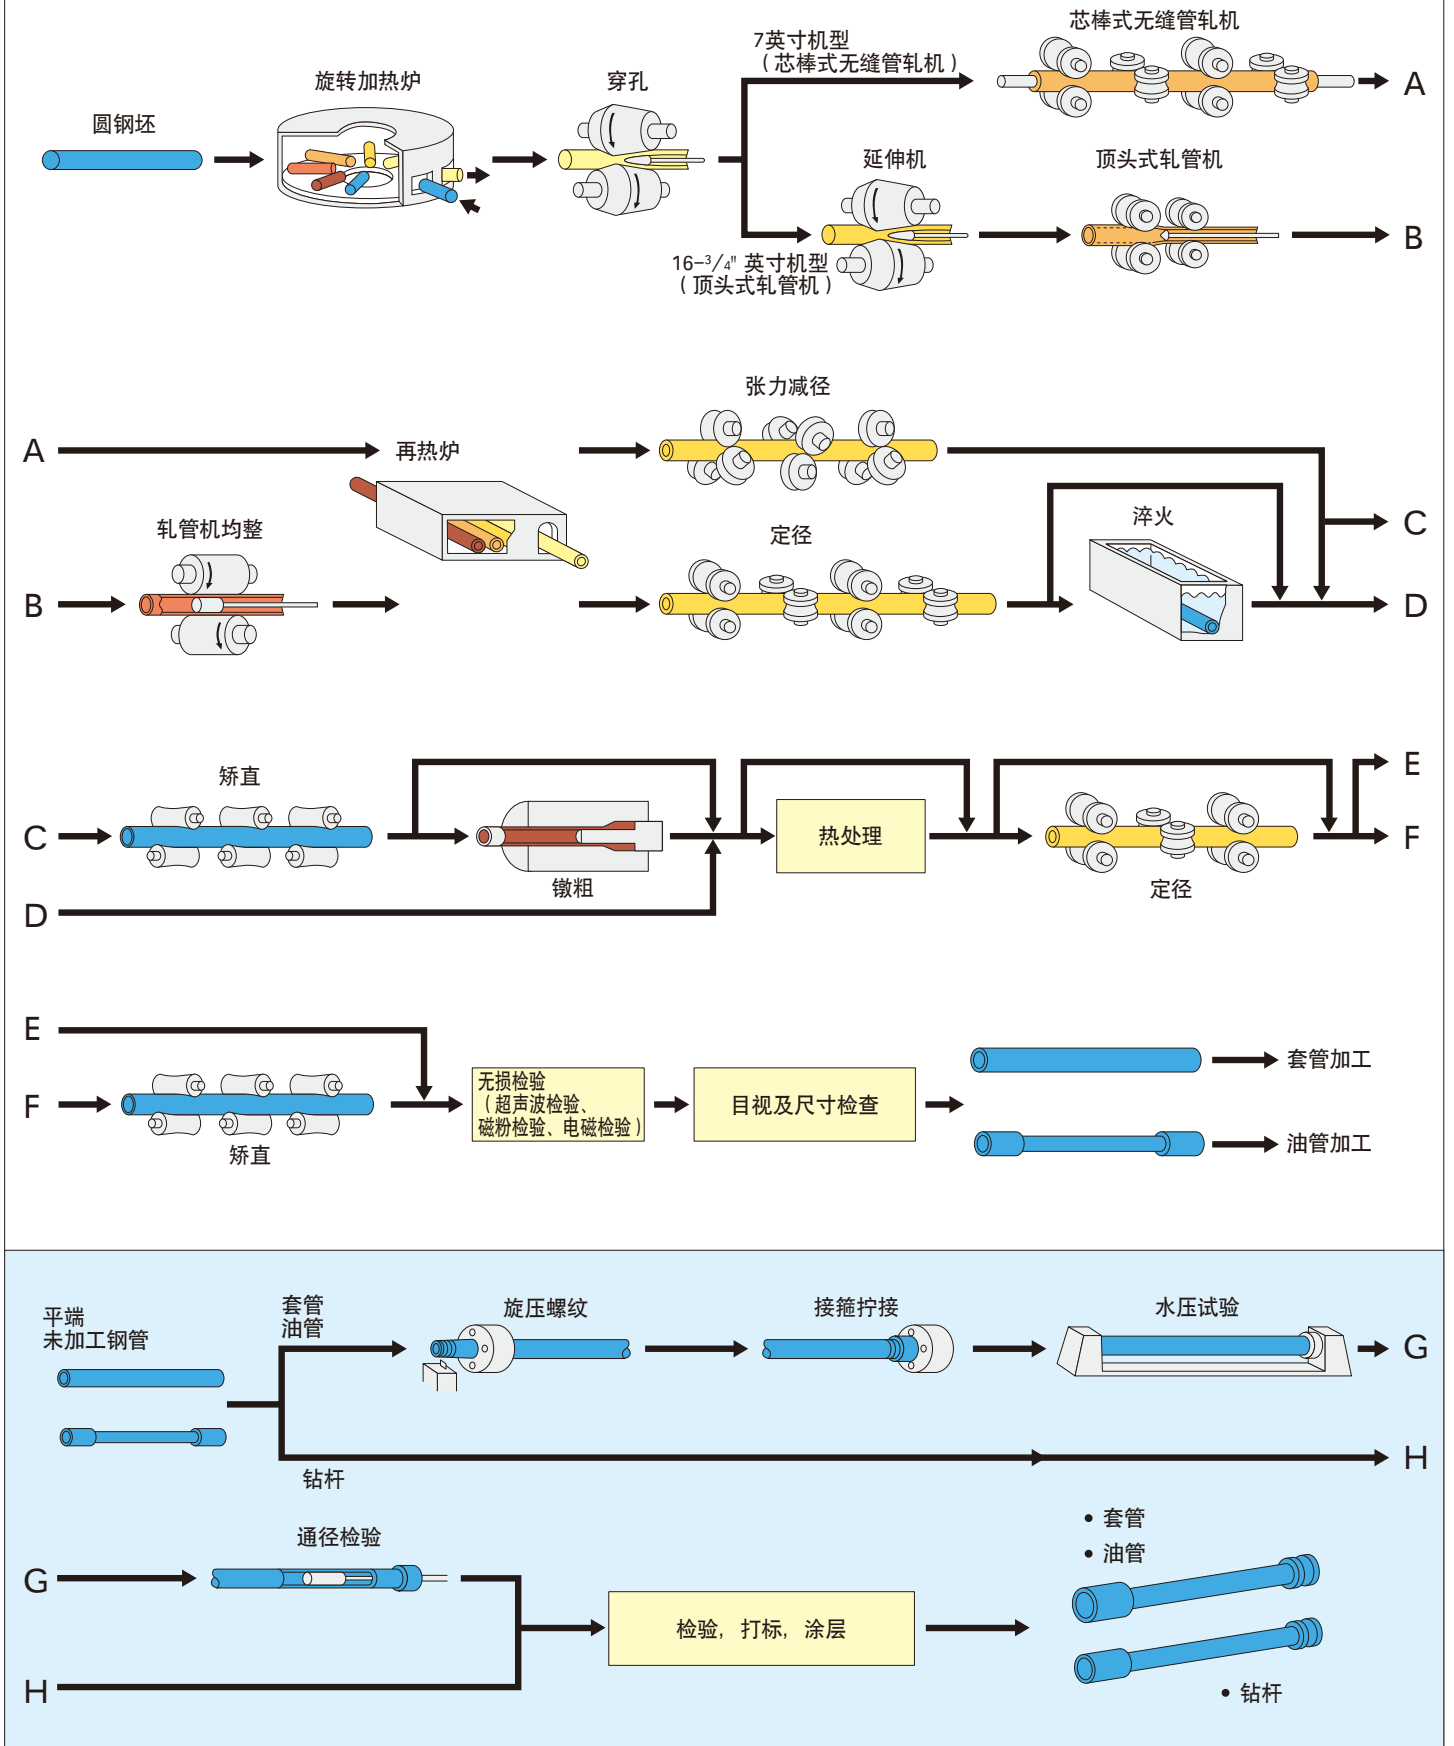 芯棒式无缝管轧机
7英寸机型
（芯棒式无缝管轧机）
旋转加热炉
穿孔
A
圆钢坯
延伸机
顶头式轧管机
B
16-3/4" 英寸机型
（顶头式轧管机）
张力减径
A
再热炉
轧管机均整
定径
淬火
C
B
D
矫直
E
C
热处理
F
镦粗
定径
D
E
无损检验
（超声波检验、
磁粉检验、电磁检验）
目视及尺寸检查
套管加工
F
油管加工
矫直
平端
未加工钢管
套管
油管
旋压螺纹
接箍拧接
水压试验
G
钻杆
H
通径检验
• 套管
• 油管
G
检验，打标，涂层
H
• 钻杆